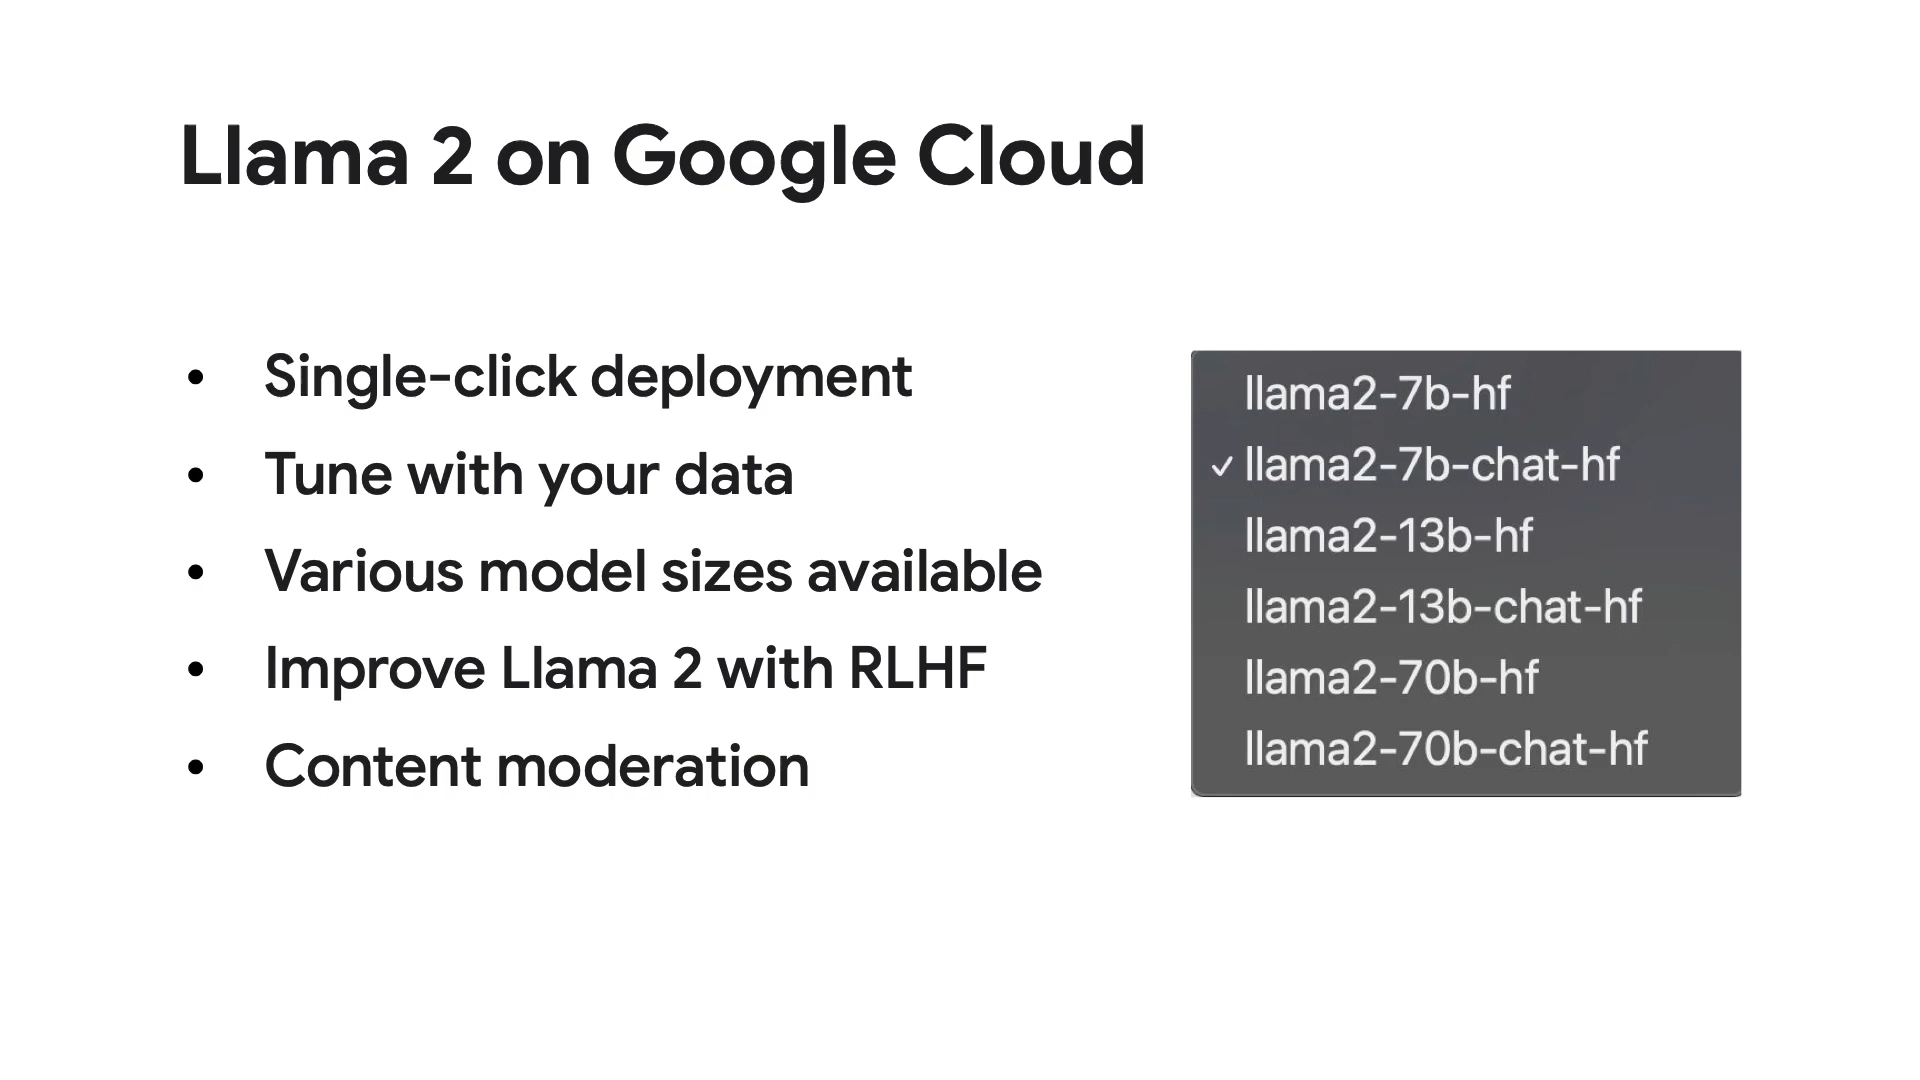 Llama 2 on Google Cloud
• Single-click deployment
• Tune with your data
• Various model sizes available
• Improve Llama 2 with RLHF
• Content moderation
llama2-7b-hf
✓ llama2-7b-chat-hf
llama2-13b-hf
llama2-13b-chat-hf
llama2-70b-hf
llama2-70b-chat-hf